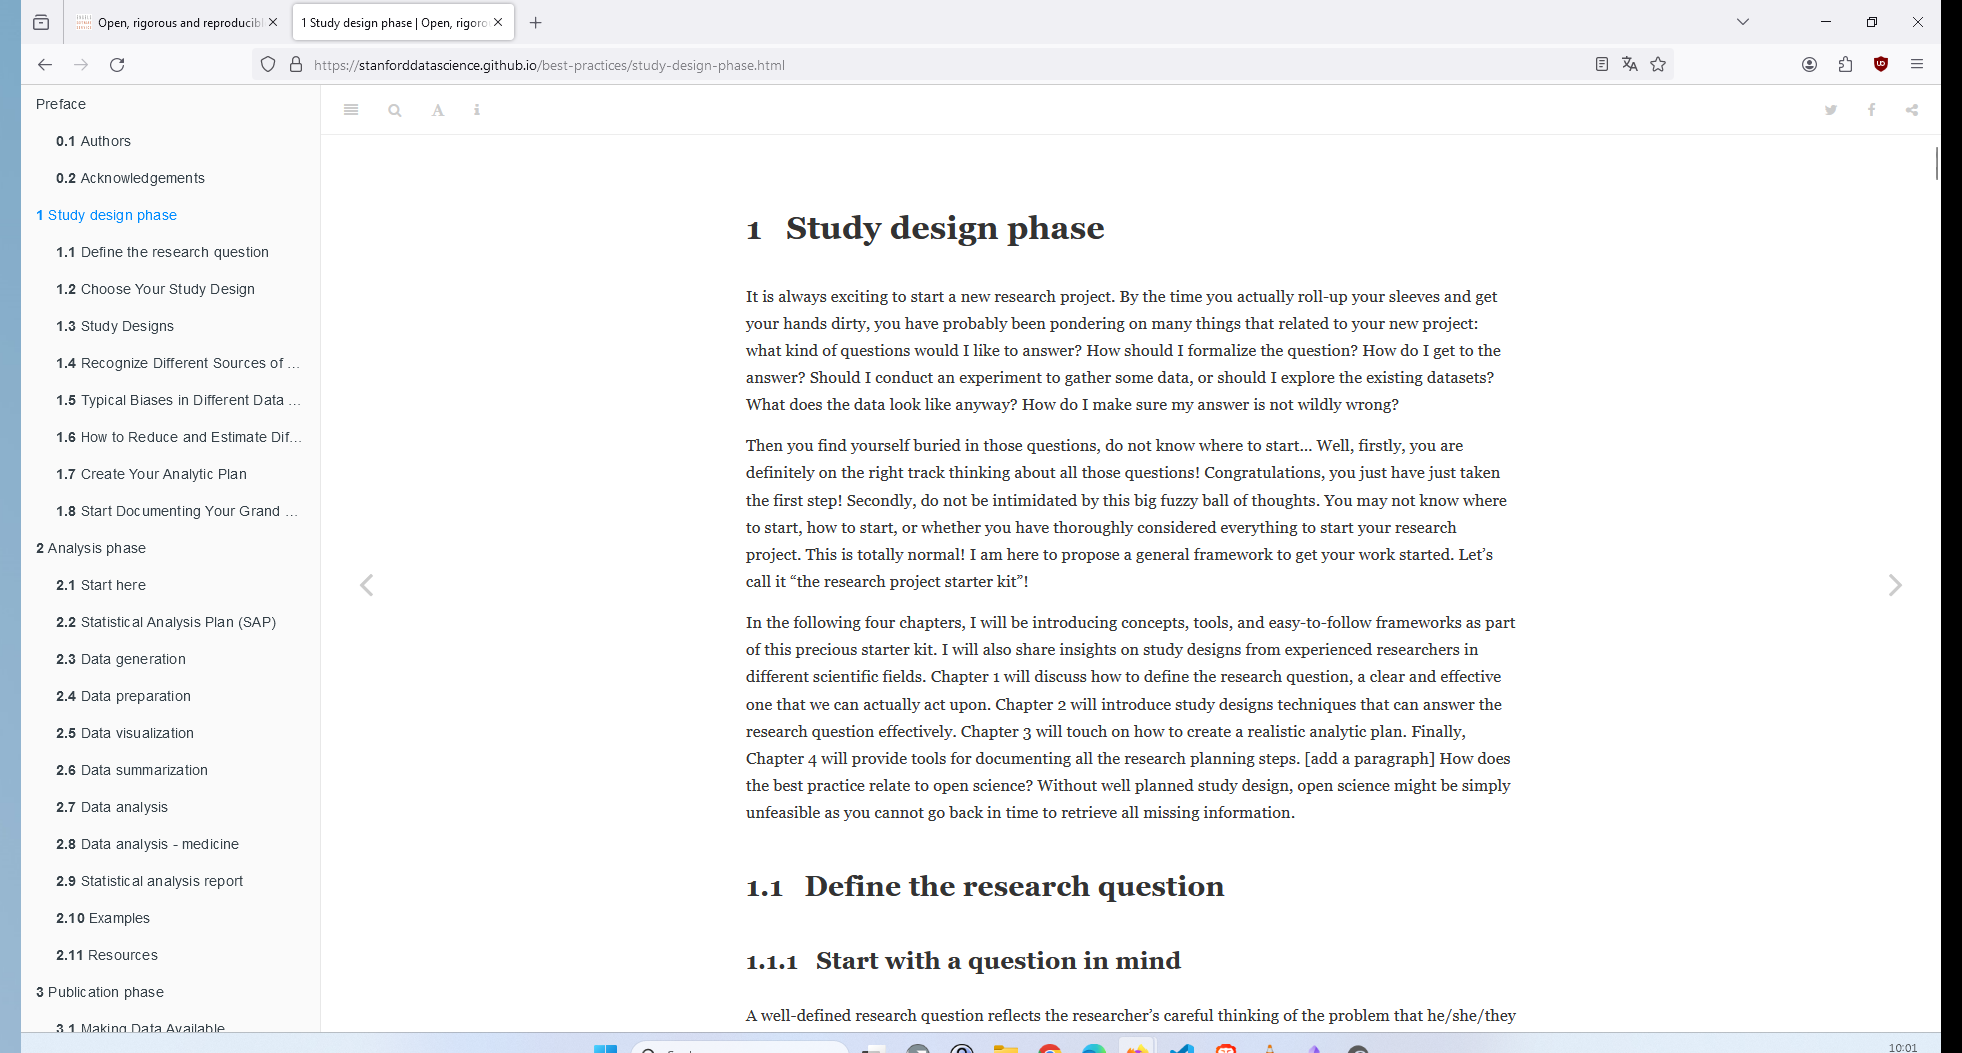 Open, rigorous and reproducib
1 Study design phase | Open, rigoro
https://stanforddatascience.github.io/best-practices/study-design-phase.html
Preface
0.1 Authors
0.2 Acknowledgements
1 Study design phase
1.1 Define the research question
1.2 Choose Your Study Design
1.3 Study Designs
1.4 Recognize Different Sources of ...
1.5 Typical Biases in Different Data ...
1.6 How to Reduce and Estimate Dif...
1.7 Create Your Analytic Plan
1.8 Start Documenting Your Grand ...
2 Analysis phase
2.1 Start here
2.2 Statistical Analysis Plan (SAP)
2.3 Data generation
2.4 Data preparation
2.5 Data visualization
2.6 Data summarization
2.7 Data analysis
2.8 Data analysis - medicine
2.9 Statistical analysis report
2.10 Examples
2.11 Resources
3 Publication phase
3.1 Making Data Available
1 Study design phase
It is always exciting to start a new research project. By the time you actually roll-up your sleeves and get
your hands dirty, you have probably been pondering on many things that related to your new project:
what kind of questions would I like to answer? How should I formalize the question? How do I get to the
answer? Should I conduct an experiment to gather some data, or should I explore the existing datasets?
What does the data look like anyway? How do I make sure my answer is not wildly wrong?
Then you find yourself buried in those questions, do not know where to start… Well, firstly, you are
definitely on the right track thinking about all those questions! Congratulations, you just have just taken
the first step! Secondly, do not be intimidated by this big fuzzy ball of thoughts. You may not know where
to start, how to start, or whether you have thoroughly considered everything to start your research
project. This is totally normal! I am here to propose a general framework to get your work started. Let’s
call it “the research project starter kit”!
In the following four chapters, I will be introducing concepts, tools, and easy-to-follow frameworks as part
of this precious starter kit. I will also share insights on study designs from experienced researchers in
different scientific fields. Chapter 1 will discuss how to define the research question, a clear and effective
one that we can actually act upon. Chapter 2 will introduce study designs techniques that can answer the
research question effectively. Chapter 3 will touch on how to create a realistic analytic plan. Finally,
Chapter 4 will provide tools for documenting all the research planning steps. [add a paragraph] How does
the best practice relate to open science? Without well planned study design, open science might be simply
unfeasible as you cannot go back in time to retrieve all missing information.
1.1 Define the research question
1.1.1 Start with a question in mind
A well-defined research question reflects the researcher’s careful thinking of the problem that he/she/they
10:01